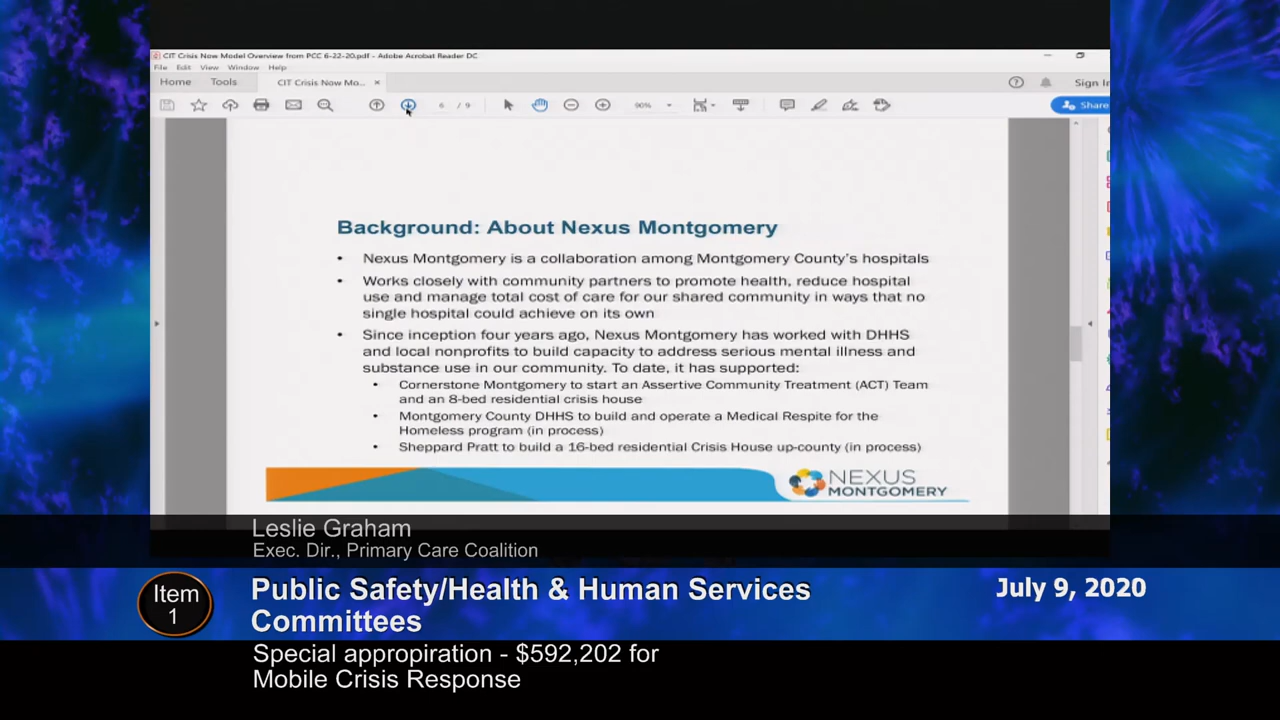 CIT Crisis Now Model Overview from PCC 6-22-20.pdf - Adobe Acrobat Reader DC
File Edit View Window Help
Home Tools CIT Crisis Now Mo... ×
Sign In
6 / 9 90% Share
Background: About Nexus Montgomery
• Nexus Montgomery is a collaboration among Montgomery County's hospitals
• Works closely with community partners to promote health, reduce hospital
use and manage total cost of care for our shared community in ways that no
single hospital could achieve on its own
• Since inception four years ago, Nexus Montgomery has worked with DHHS
and local nonprofits to build capacity to address serious mental illness and
substance use in our community. To date, it has supported:
• Cornerstone Montgomery to start an Assertive Community Treatment (ACT) Team
and an 8-bed residential crisis house
• Montgomery County DHHS to build and operate a Medical Respite for the
Homeless program (in process)
• Sheppard Pratt to build a 16-bed residential Crisis House up-county (in process)
NEXUS
MONTGOMERY
Leslie Graham
Exec. Dir., Primary Care Coalition
Item
1
Public Safety/Health & Human Services
Committees
July 9, 2020
Special appropiration - $592,202 for
Mobile Crisis Response